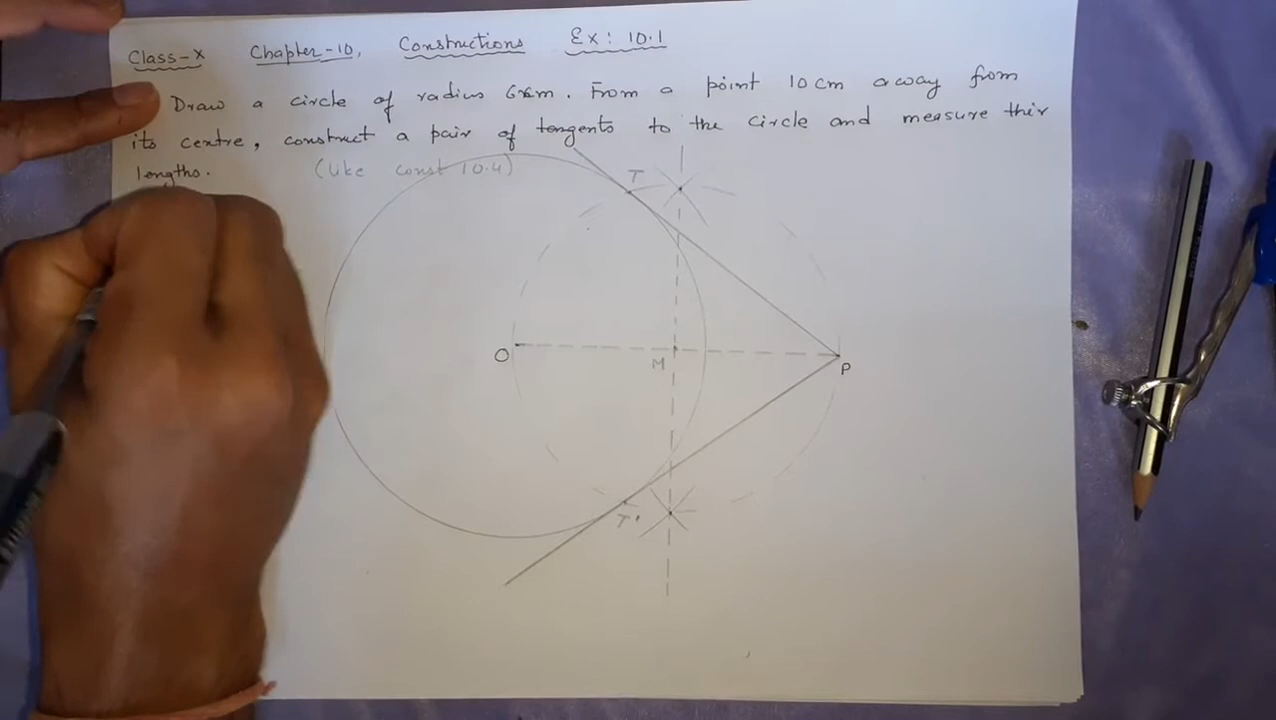 Class-X Chapter-10, Constructions Ex: 10.1
Draw a circle of radius 6cm. From a point 10 cm away from
its centre, construct a pair of tangents to the circle and measure thir
lengths. (like const 10.4)
T
O M P
T'